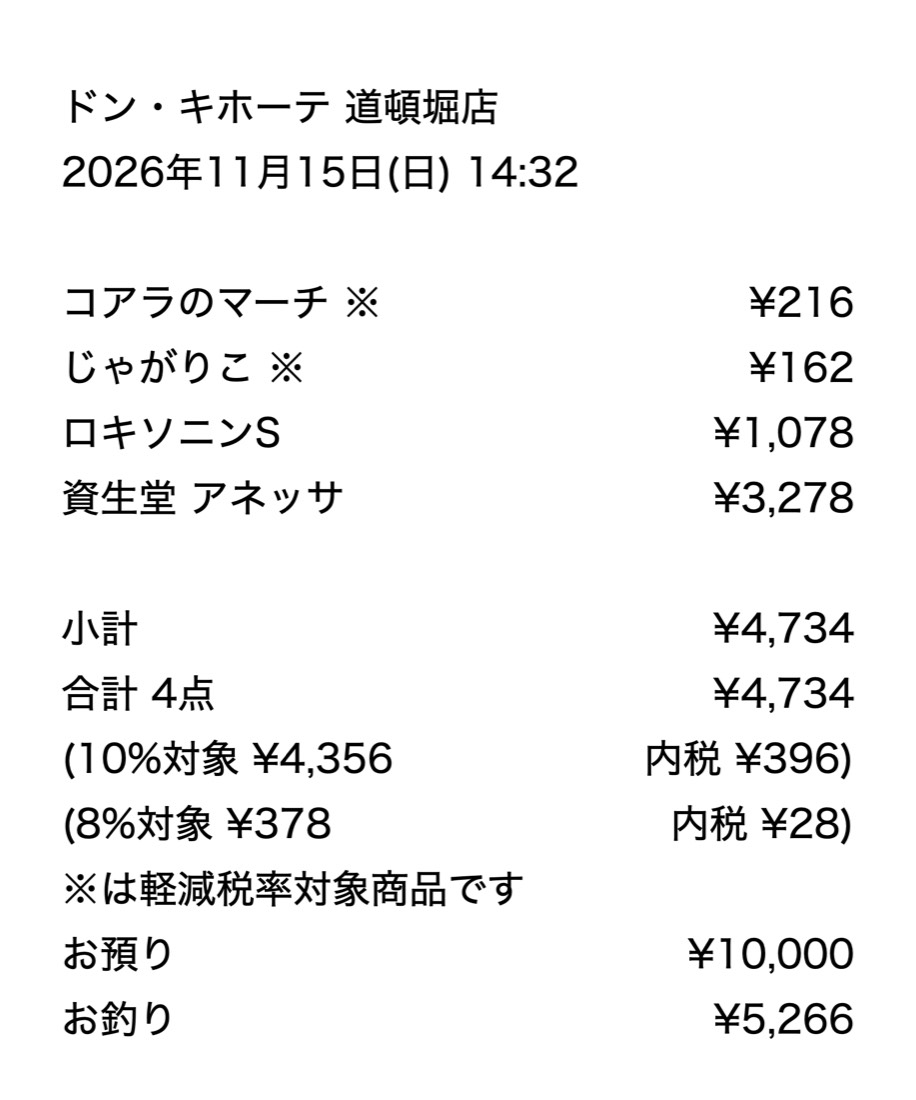 ドン・キホーテ 道頓堀店
2026年11月15日(日) 14:32
コアラのマーチ ※ ¥216
じゃがりこ ※ ¥162
ロキソニンS ¥1,078
資生堂 アネッサ ¥3,278
小計 ¥4,734
合計 4点 ¥4,734
(10%対象 ¥4,356 内税 ¥396)
(8%対象 ¥378 内税 ¥28)
※は軽減税率対象商品です
お預り ¥10,000
お釣り ¥5,266